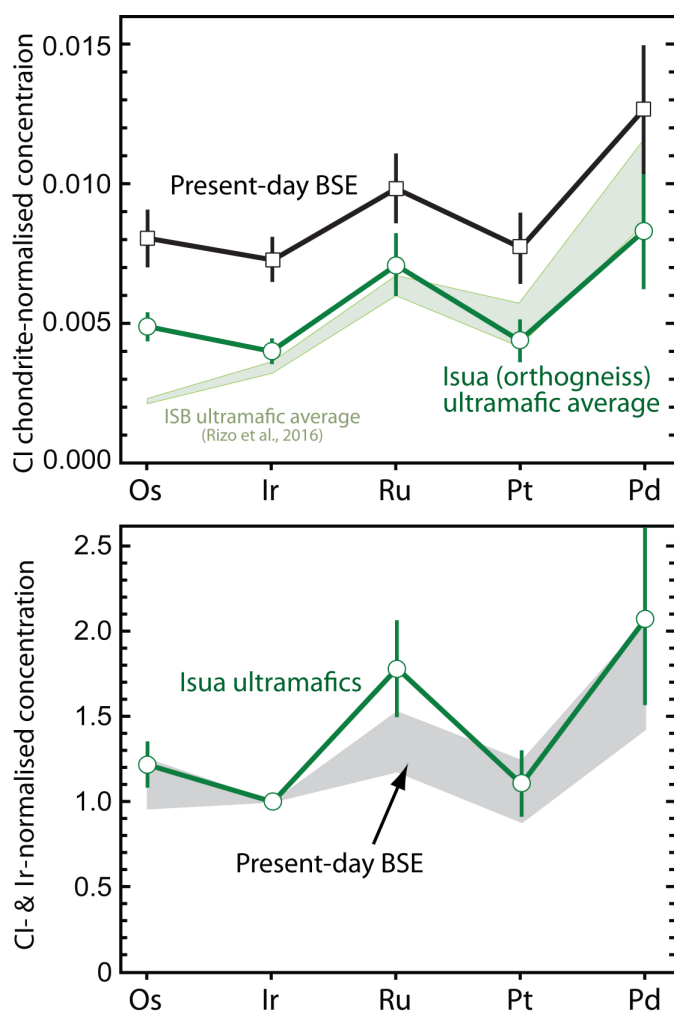 CI chondrite-normalised concentraion
0.015
0.010
0.005
0.000
Present-day BSE
Isua (orthogneiss)
ultramafic average
ISB ultramafic average
(Rizo et al., 2016)
Os Ir Ru Pt Pd
CI- & Ir-normalised concentration
2.5
2.0
1.5
1.0
0.5
0
Isua ultramafics
Present-day BSE
Os Ir Ru Pt Pd